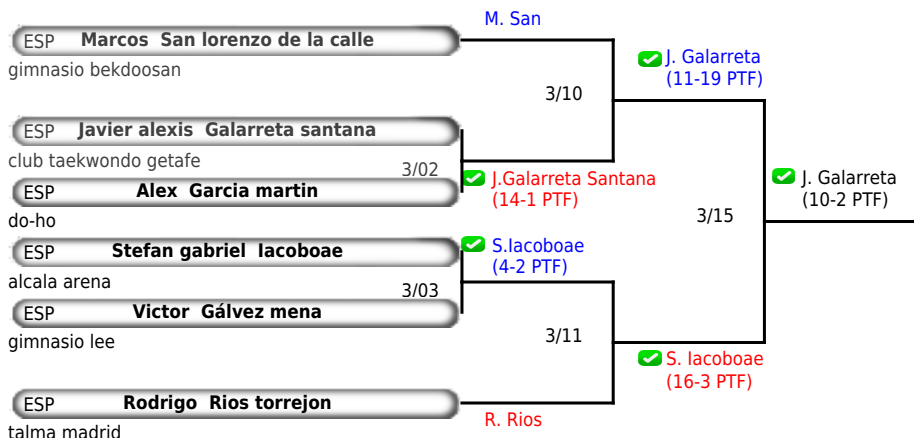 M. San
ESP Marcos San lorenzo de la calle
gimnasio bekdoosan
J. Galarreta
(11-19 PTF)
3/10
ESP Javier alexis Galarreta santana
club taekwondo getafe
3/02
J.Galarreta Santana
(14-1 PTF)
ESP Alex Garcia martin
do-ho
J. Galarreta
(10-2 PTF)
3/15
ESP Stefan gabriel Iacoboae
alcala arena
S.Iacoboae
(4-2 PTF)
3/03
ESP Victor Gálvez mena
gimnasio lee
3/11
S. Iacoboae
(16-3 PTF)
ESP Rodrigo Rios torrejon
talma madrid
R. Rios